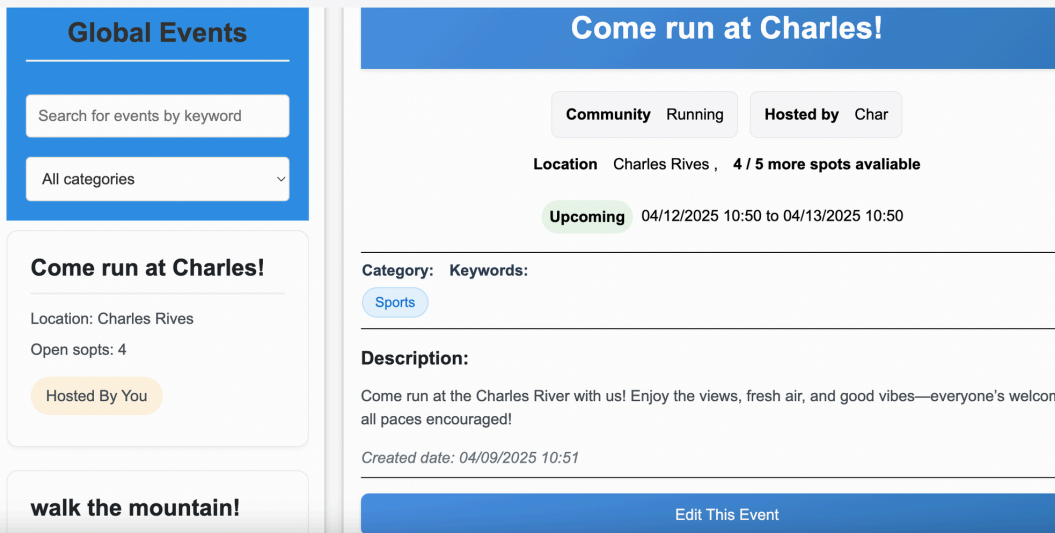 Global Events
Search for events by keyword
All categories
Come run at Charles!
Location: Charles Rives
Open sopts: 4
Hosted By You
walk the mountain!
Come run at Charles!
Community Running Hosted by Char
Location Charles Rives , 4 / 5 more spots avaliable
Upcoming 04/12/2025 10:50 to 04/13/2025 10:50
Category: Keywords:
Sports
Description:
Come run at the Charles River with us! Enjoy the views, fresh air, and good vibes—everyone's welcom
all paces encouraged!
Created date: 04/09/2025 10:51
Edit This Event